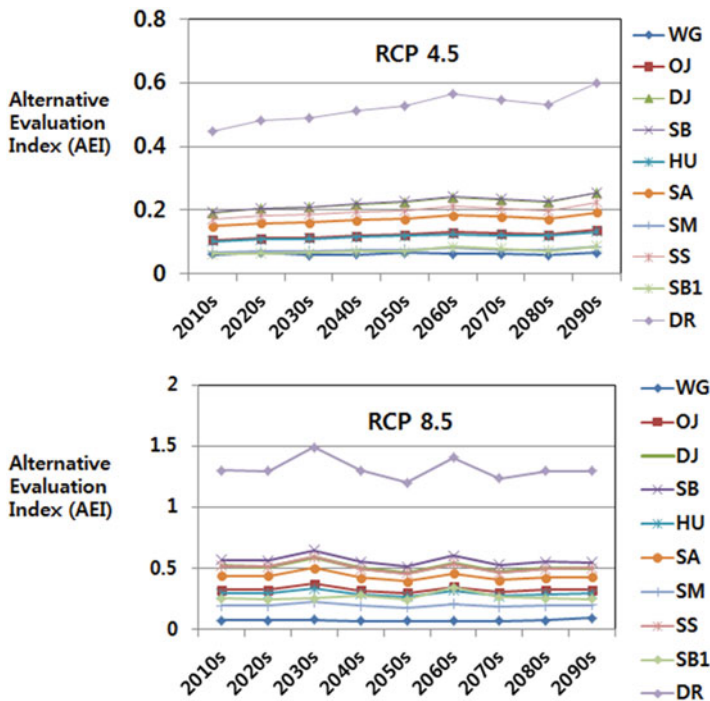 RCP 4.5
Alternative
Evaluation
Index (AEI)
0.8
0.6
0.4
0.2
0
2010s
2020s
2030s
2040s
2050s
2060s
2070s
2080s
2090s
WG
OJ
DJ
SB
HU
SA
SM
SS
SB1
DR
RCP 8.5
Alternative
Evaluation
Index (AEI)
2
1.5
1
0.5
0
2010s
2020s
2030s
2040s
2050s
2060s
2070s
2080s
2090s
WG
OJ
DJ
SB
HU
SA
SM
SS
SB1
DR